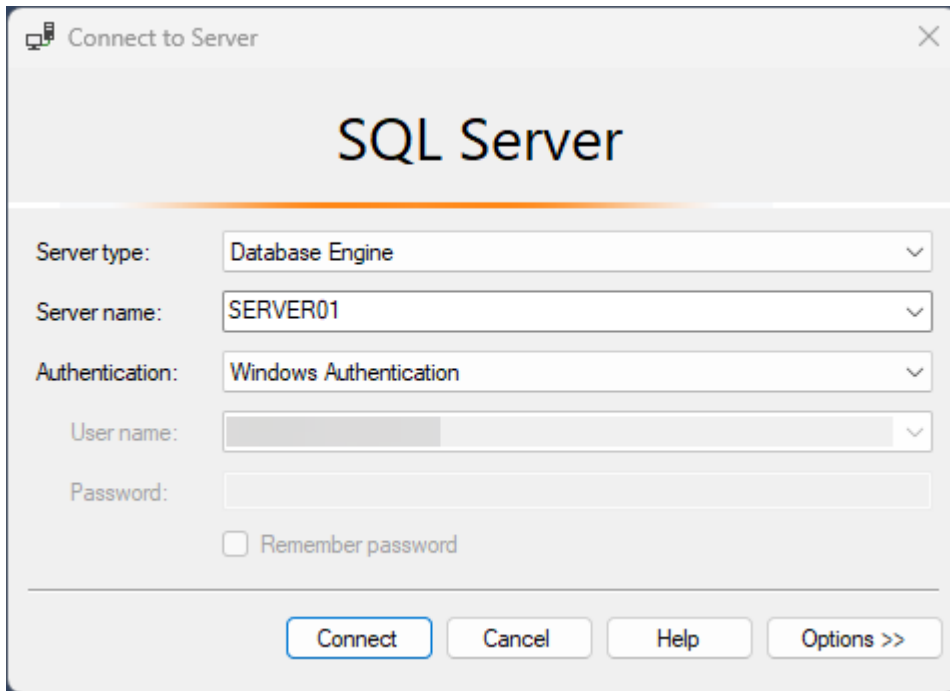 Connect to Server
SQL Server
Server type: Database Engine
Server name: SERVER01
Authentication: Windows Authentication
User name:
Password:
Remember password
Connect Cancel Help Options >>